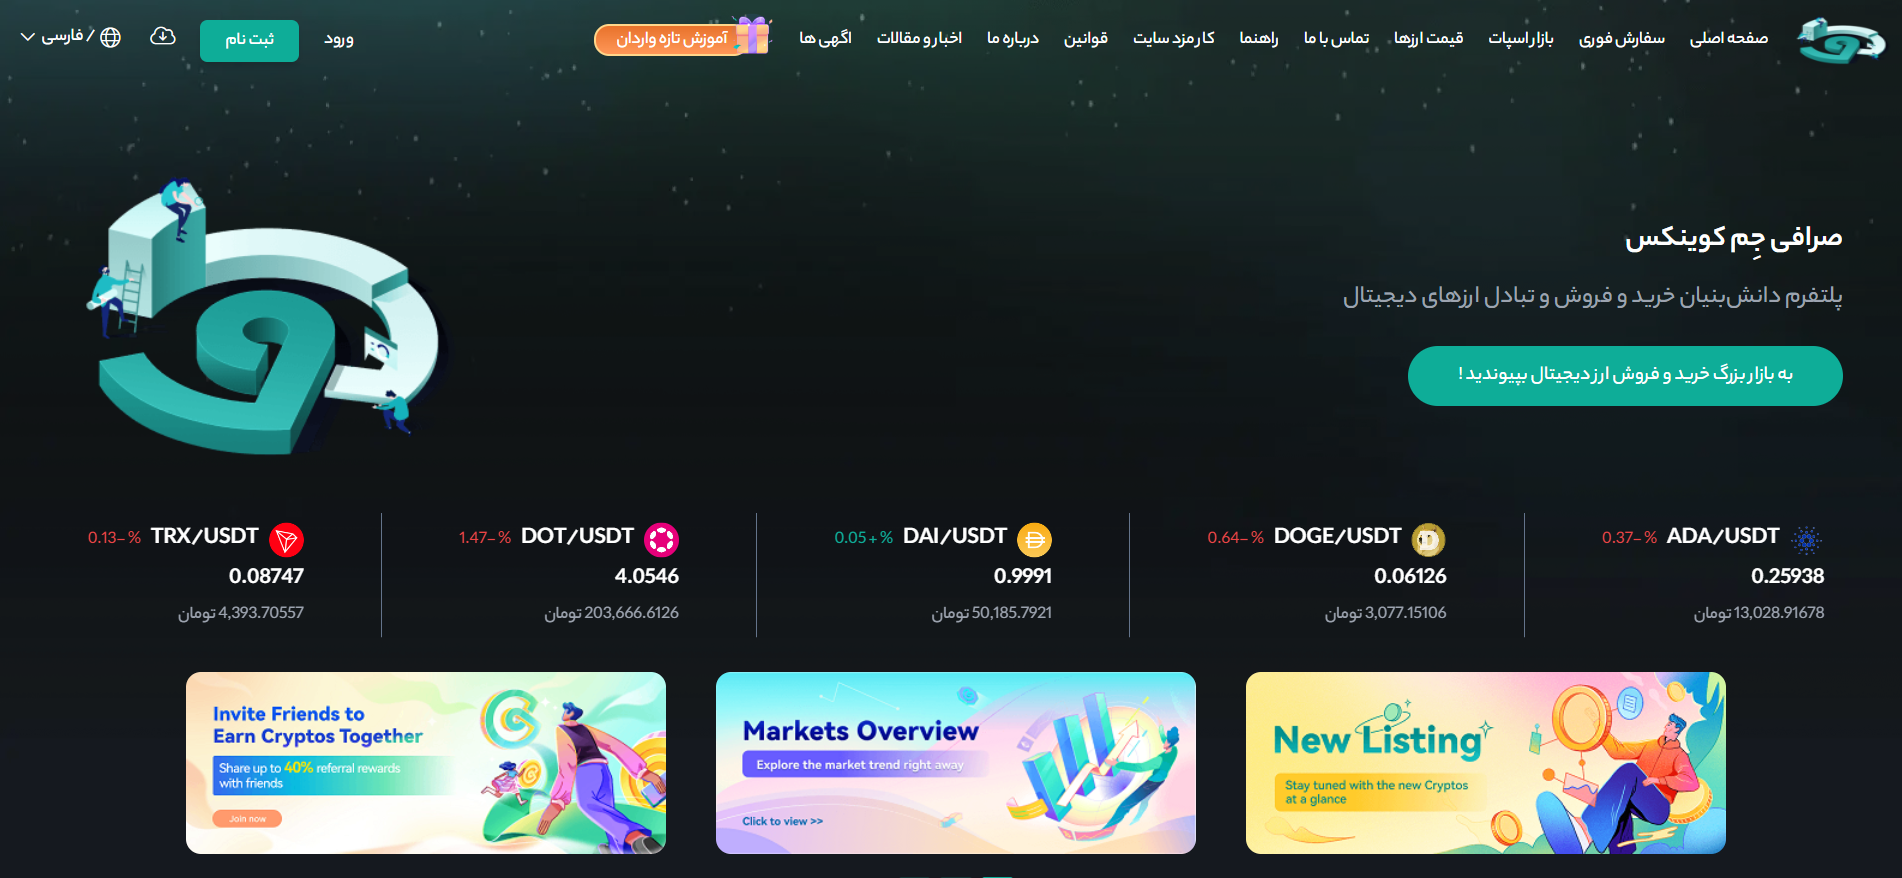 صفحه اصلی
سفارش فوری
بازار اسپات
قیمت ارزها
تماس با ما
راهنما
کارمزد سایت
قوانین
درباره ما
اخبار و مقالات
آگهی ها
آموزش تازه واردان
ورود
ثبت نام
فارسی /
صرافی جِم کوینکس
پلتفرم دانش‌بنیان خرید و فروش و تبادل ارزهای دیجیتال
به بازار بزرگ خرید و فروش ارز دیجیتال بپیوندید !
ADA/USDT 0.37-%
0.25938
13,028.91678 تومان
DOGE/USDT 0.64-%
0.06126
3,077.15106 تومان
DAI/USDT 0.05+%
0.9991
50,185.7921 تومان
DOT/USDT 1.47-%
4.0546
203,666.6126 تومان
TRX/USDT 0.13-%
0.08747
4,393.70557 تومان
New Listing
Stay tuned with the new Cryptos
at a glance
Markets Overview
Explore the market trend right away
Click to view >>
Invite Friends to
Earn Cryptos Together
Share up to 40% referral rewards
with friends
Join now